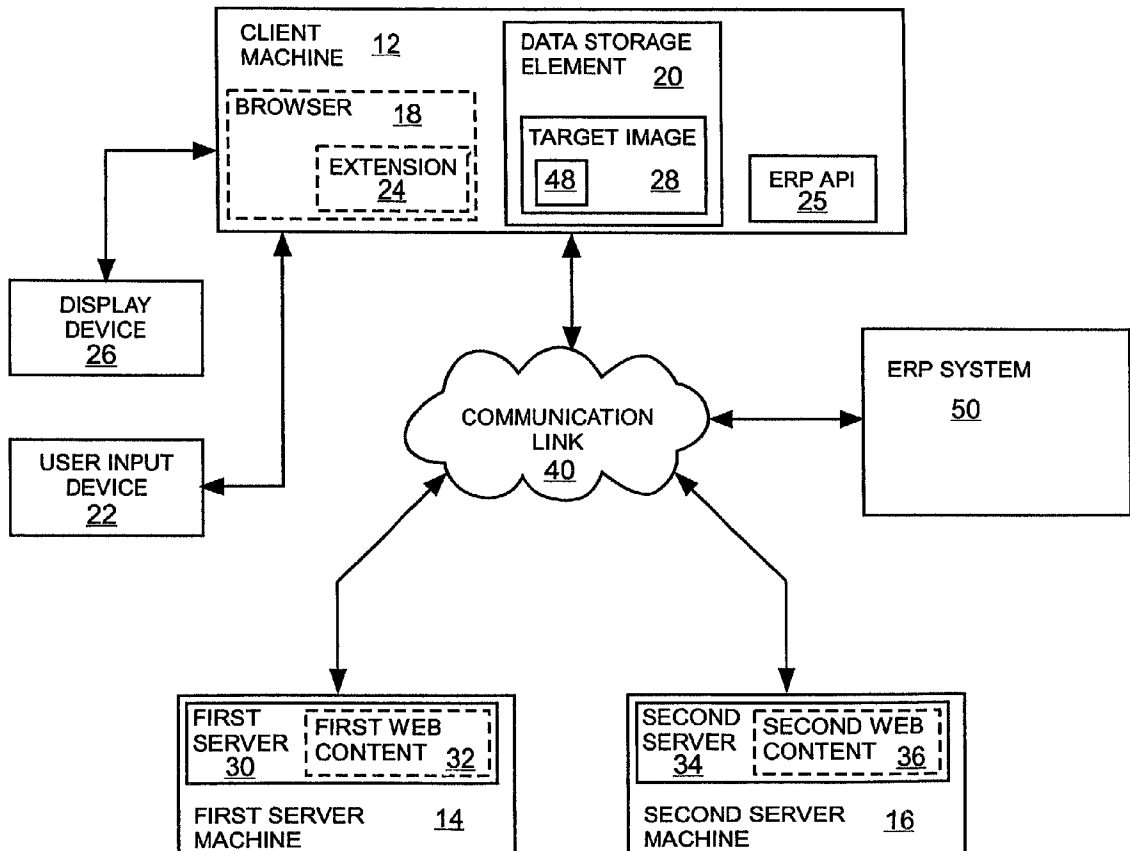 CLIENT
MACHINE 12
BROWSER 18
EXTENSION
24
DATA STORAGE
ELEMENT 20
TARGET IMAGE
48 28
ERP API
25
DISPLAY
DEVICE
26
USER INPUT
DEVICE
22
COMMUNICATION
LINK
40
ERP SYSTEM
50
FIRST
SERVER
30
FIRST WEB
CONTENT
32
FIRST SERVER
MACHINE
14
SECOND
SERVER
34
SECOND WEB
CONTENT
36
SECOND SERVER
MACHINE
16